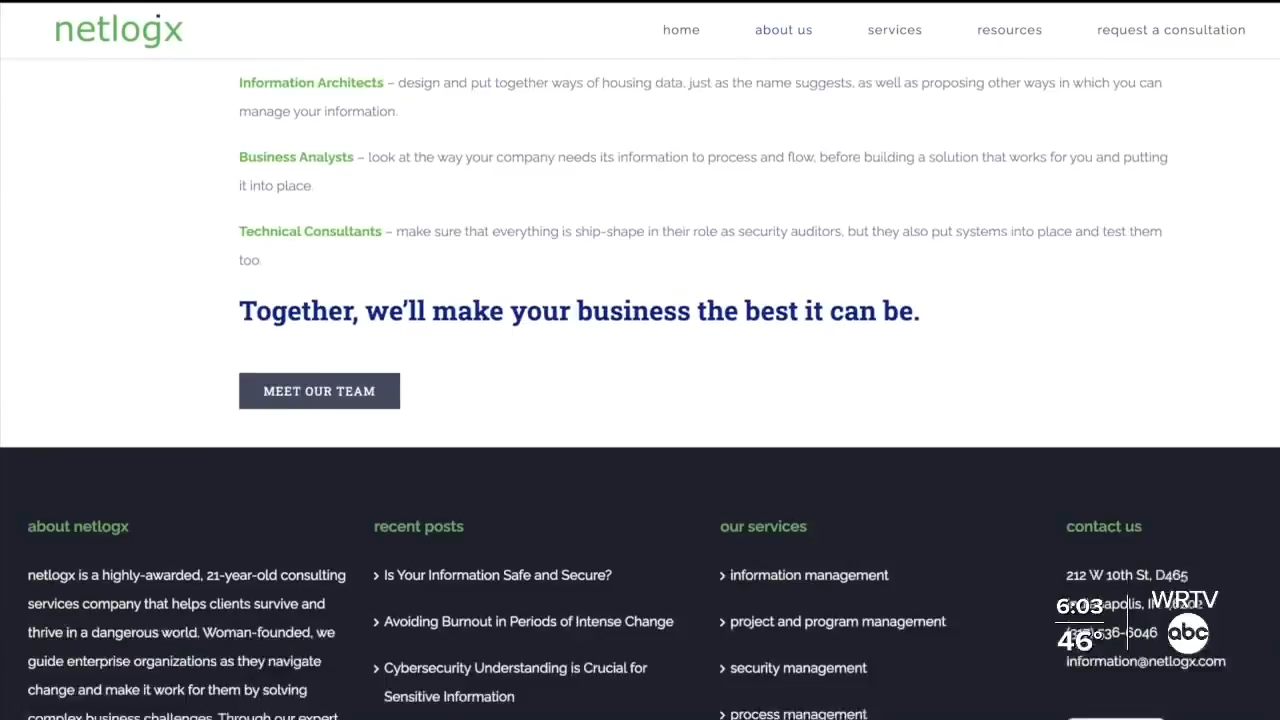 netlogx
home about us services resources request a consultation
Information Architects – design and put together ways of housing data, just as the name suggests, as well as proposing other ways in which you can
manage your information.
Business Analysts – look at the way your company needs its information to process and flow, before building a solution that works for you and putting
it into place.
Technical Consultants – make sure that everything is ship-shape in their role as security auditors, but they also put systems into place and test them
too.
Together, we'll make your business the best it can be.
MEET OUR TEAM
about netlogx
netlogx is a highly-awarded, 21-year-old consulting
services company that helps clients survive and
thrive in a dangerous world. Woman-founded, we
guide enterprise organizations as they navigate
change and make it work for them by solving
complex business challenges. Through our expert
recent posts
› Is Your Information Safe and Secure?
› Avoiding Burnout in Periods of Intense Change
› Cybersecurity Understanding is Crucial for
Sensitive Information
our services
› information management
› project and program management
› security management
› process management
contact us
212 W 10th St, D465
536-6046
information@netlogx.com
6:03
46°
WRTV
abc